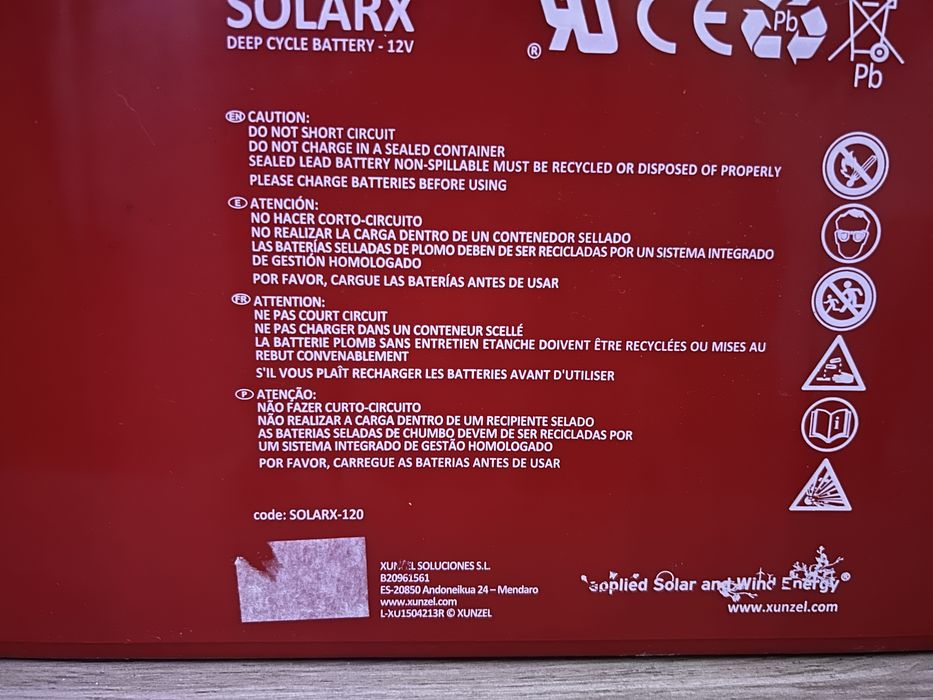 SOLARX
DEEP CYCLE BATTERY - 12V
® CE Pb
Pb
EN CAUTION:
DO NOT SHORT CIRCUIT
DO NOT CHARGE IN A SEALED CONTAINER
SEALED LEAD BATTERY NON-SPILLABLE MUST BE RECYCLED OR DISPOSED OF PROPERLY
PLEASE CHARGE BATTERIES BEFORE USING
E ATENCIÓN:
NO HACER CORTO-CIRCUITO
NO REALIZAR LA CARGA DENTRO DE UN CONTENEDOR SELLADO
LAS BATERÍAS SELLADAS DE PLOMO DEBEN DE SER RECICLADAS POR UN SISTEMA INTEGRADO
DE GESTIÓN HOMOLOGADO
POR FAVOR, CARGUE LAS BATERÍAS ANTES DE USAR
FR ATTENTION:
NE PAS COURT CIRCUIT
NE PAS CHARGER DANS UN CONTENEUR SCELLÉ
LA BATTERIE PLOMB SANS ENTRETIEN ETANCHE DOIVENT ÊTRE RECYCLÉES OU MISES AU
REBUT CONVENABLEMENT
S'IL VOUS PLAÎT RECHARGER LES BATTERIES AVANT D'UTILISER
P ATENÇÃO:
NÃO FAZER CURTO-CIRCUITO
NÃO REALIZAR A CARGA DENTRO DE UM RECIPIENTE SELADO
AS BATERIAS SELADAS DE CHUMBO DEVEM DE SER RECICLADAS POR
UM SISTEMA INTEGRADO DE GESTÃO HOMOLOGADO
POR FAVOR, CARREGUE AS BATERIAS ANTES DE USAR
code: SOLARX-120
XUNZEL SOLUCIONES S.L.
B20961561
ES-20850 Andoneikua 24 – Mendaro
www.xunzel.com
L-XU1504213R © XUNZEL
applied Solar and Wind Energy®
www.xunzel.com